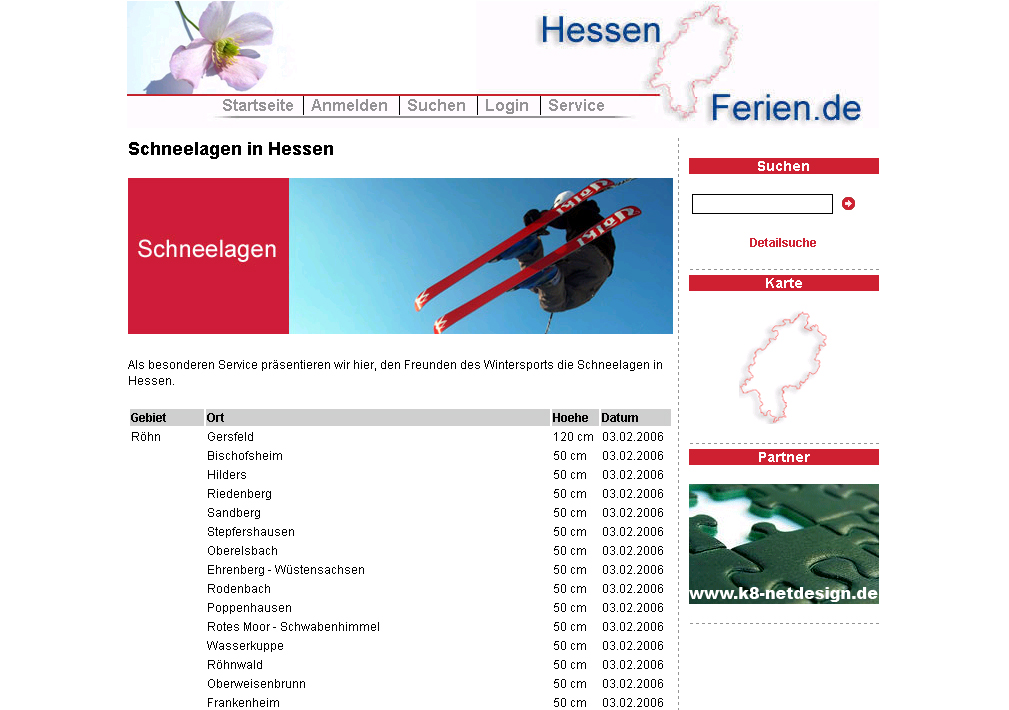 Hessen
Ferien.de
Startseite Anmelden Suchen Login Service
Schneelagen in Hessen
Schneelagen
Als besonderen Service präsentieren wir hier, den Freunden des Wintersports die Schneelagen in
Hessen.
Gebiet Ort Hoehe Datum
Röhn Gersfeld 120 cm 03.02.2006
Bischofsheim 50 cm 03.02.2006
Hilders 50 cm 03.02.2006
Riedenberg 50 cm 03.02.2006
Sandberg 50 cm 03.02.2006
Stepfershausen 50 cm 03.02.2006
Oberelsbach 50 cm 03.02.2006
Ehrenberg - Wüstensachsen 50 cm 03.02.2006
Rodenbach 50 cm 03.02.2006
Poppenhausen 50 cm 03.02.2006
Rotes Moor - Schwabenhimmel 50 cm 03.02.2006
Wasserkuppe 50 cm 03.02.2006
Röhnwald 50 cm 03.02.2006
Oberweisenbrunn 50 cm 03.02.2006
Frankenheim 50 cm 03.02.2006
Suchen
Detailsuche
Karte
Partner
www.k8-netdesign.de